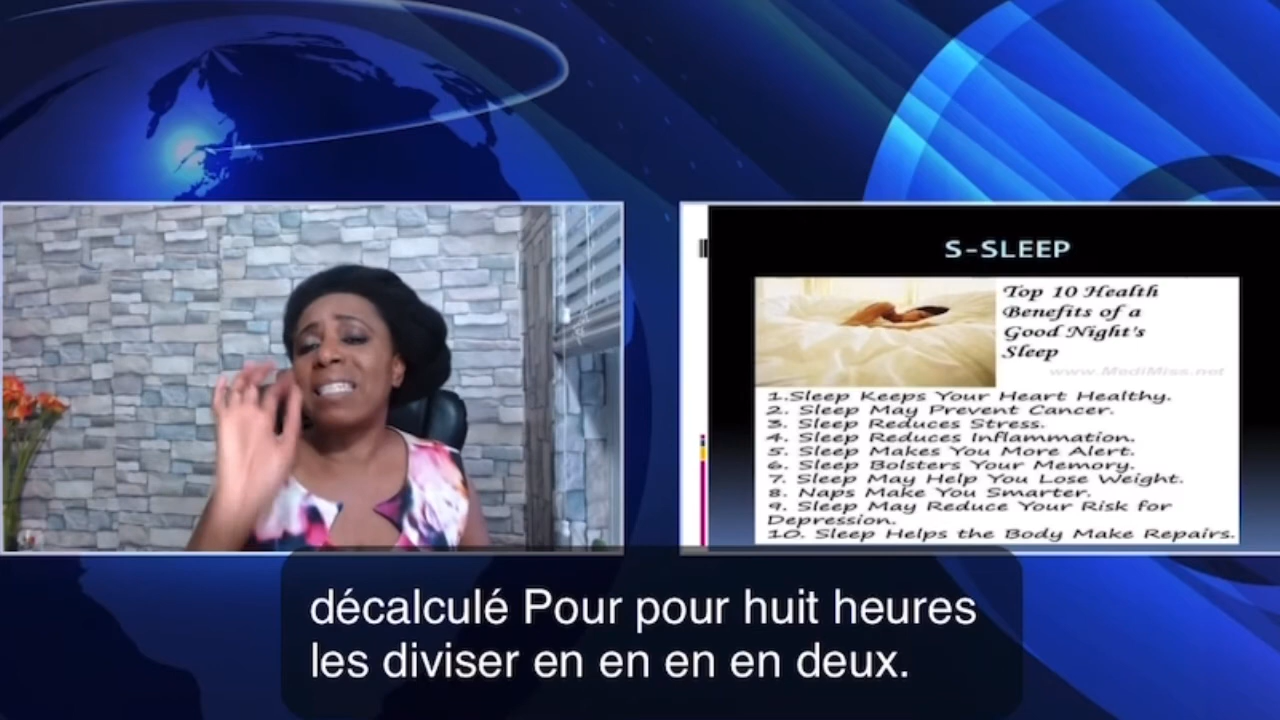 S-SLEEP
Top 10 Health
Benefits of a
Good Night's
Sleep
www.MediMiss.net
1.Sleep Keeps Your Heart Healthy.
2. Sleep May Prevent Cancer.
3. Sleep Reduces Stress.
4. Sleep Reduces Inflammation.
5. Sleep Makes You More Alert.
6. Sleep Bolsters Your Memory.
7. Sleep May Help You Lose Weight.
8. Naps Make You Smarter.
9. Sleep May Reduce Your Risk for
Depression.
10. Sleep Helps the Body Make Repairs.
décalculé Pour pour huit heures
les diviser en en en en deux.